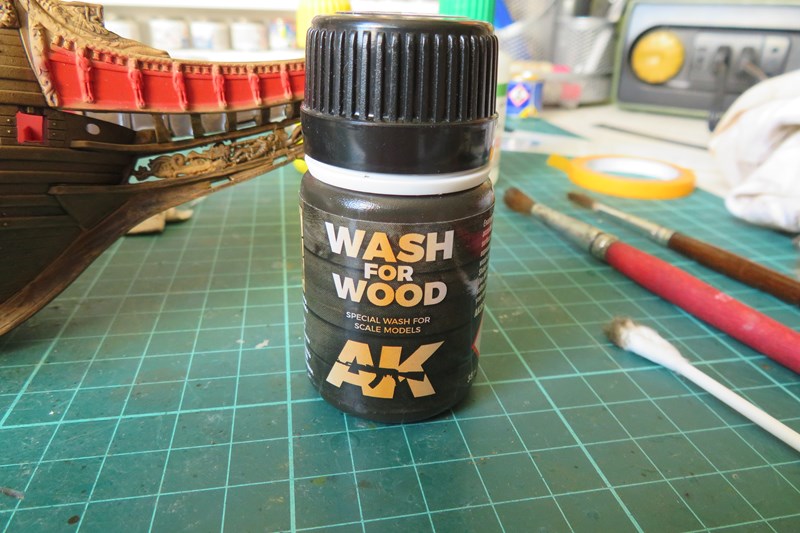 WASH
FOR
WOOD
SPECIAL WASH FOR
SCALE MODELS
AK